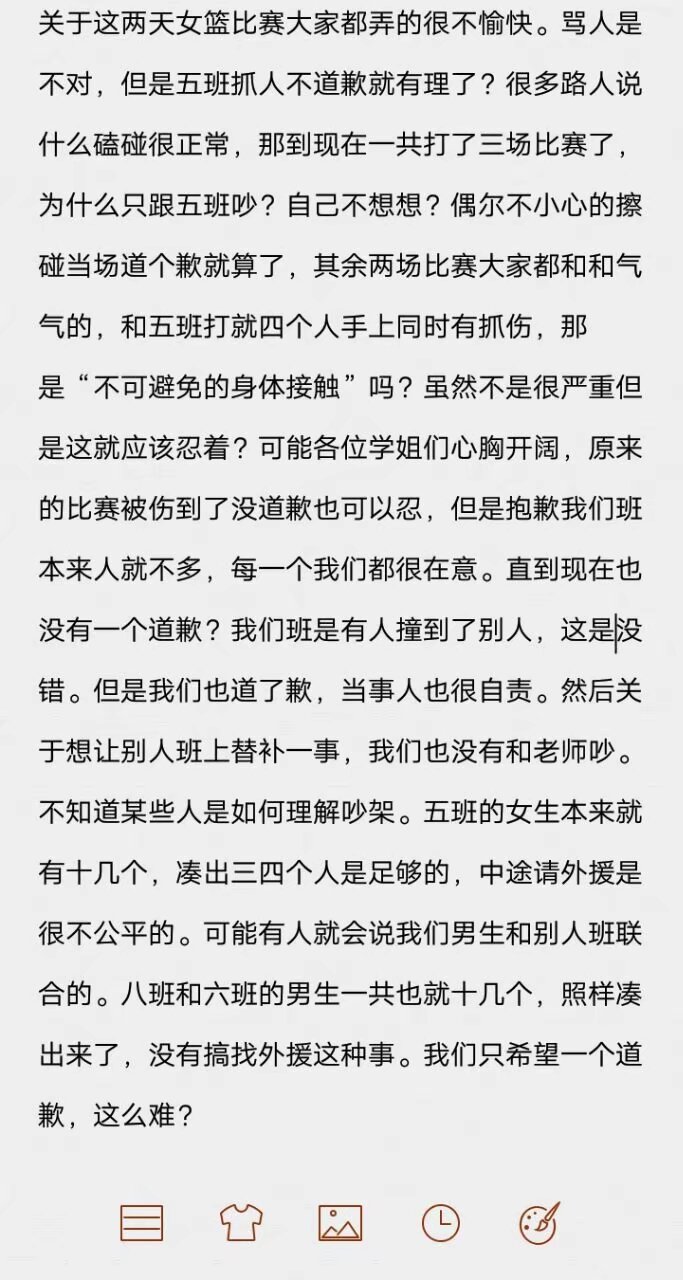 关于这两天女篮比赛大家都弄的很不愉快。骂人是
不对，但是五班抓人不道歉就有理了？很多路人说
什么磕碰很正常，那到现在一共打了三场比赛了，
为什么只跟五班吵？自己不想想？偶尔不小心的擦
碰当场道个歉就算了，其余两场比赛大家都和和气
气的，和五班打就四个人手上同时有抓伤，那
是“不可避免的身体接触”吗？虽然不是很严重但
是这就应该忍着？可能各位学姐们心胸开阔，原来
的比赛被伤到了没道歉也可以忍，但是抱歉我们班
本来人就不多，每一个我们都很在意。直到现在也
没有一个道歉？我们班是有人撞到了别人，这是没
错。但是我们也道了歉，当事人也很自责。然后关
于想让别人班上替补一事，我们也没有和老师吵。
不知道某些人是如何理解吵架。五班的女生本来就
有十几个，凑出三四个人是足够的，中途请外援是
很不公平的。可能有人就会说我们男生和别人班联
合的。八班和六班的男生一共也就十几个，照样凑
出来了，没有搞找外援这种事。我们只希望一个道
歉，这么难？